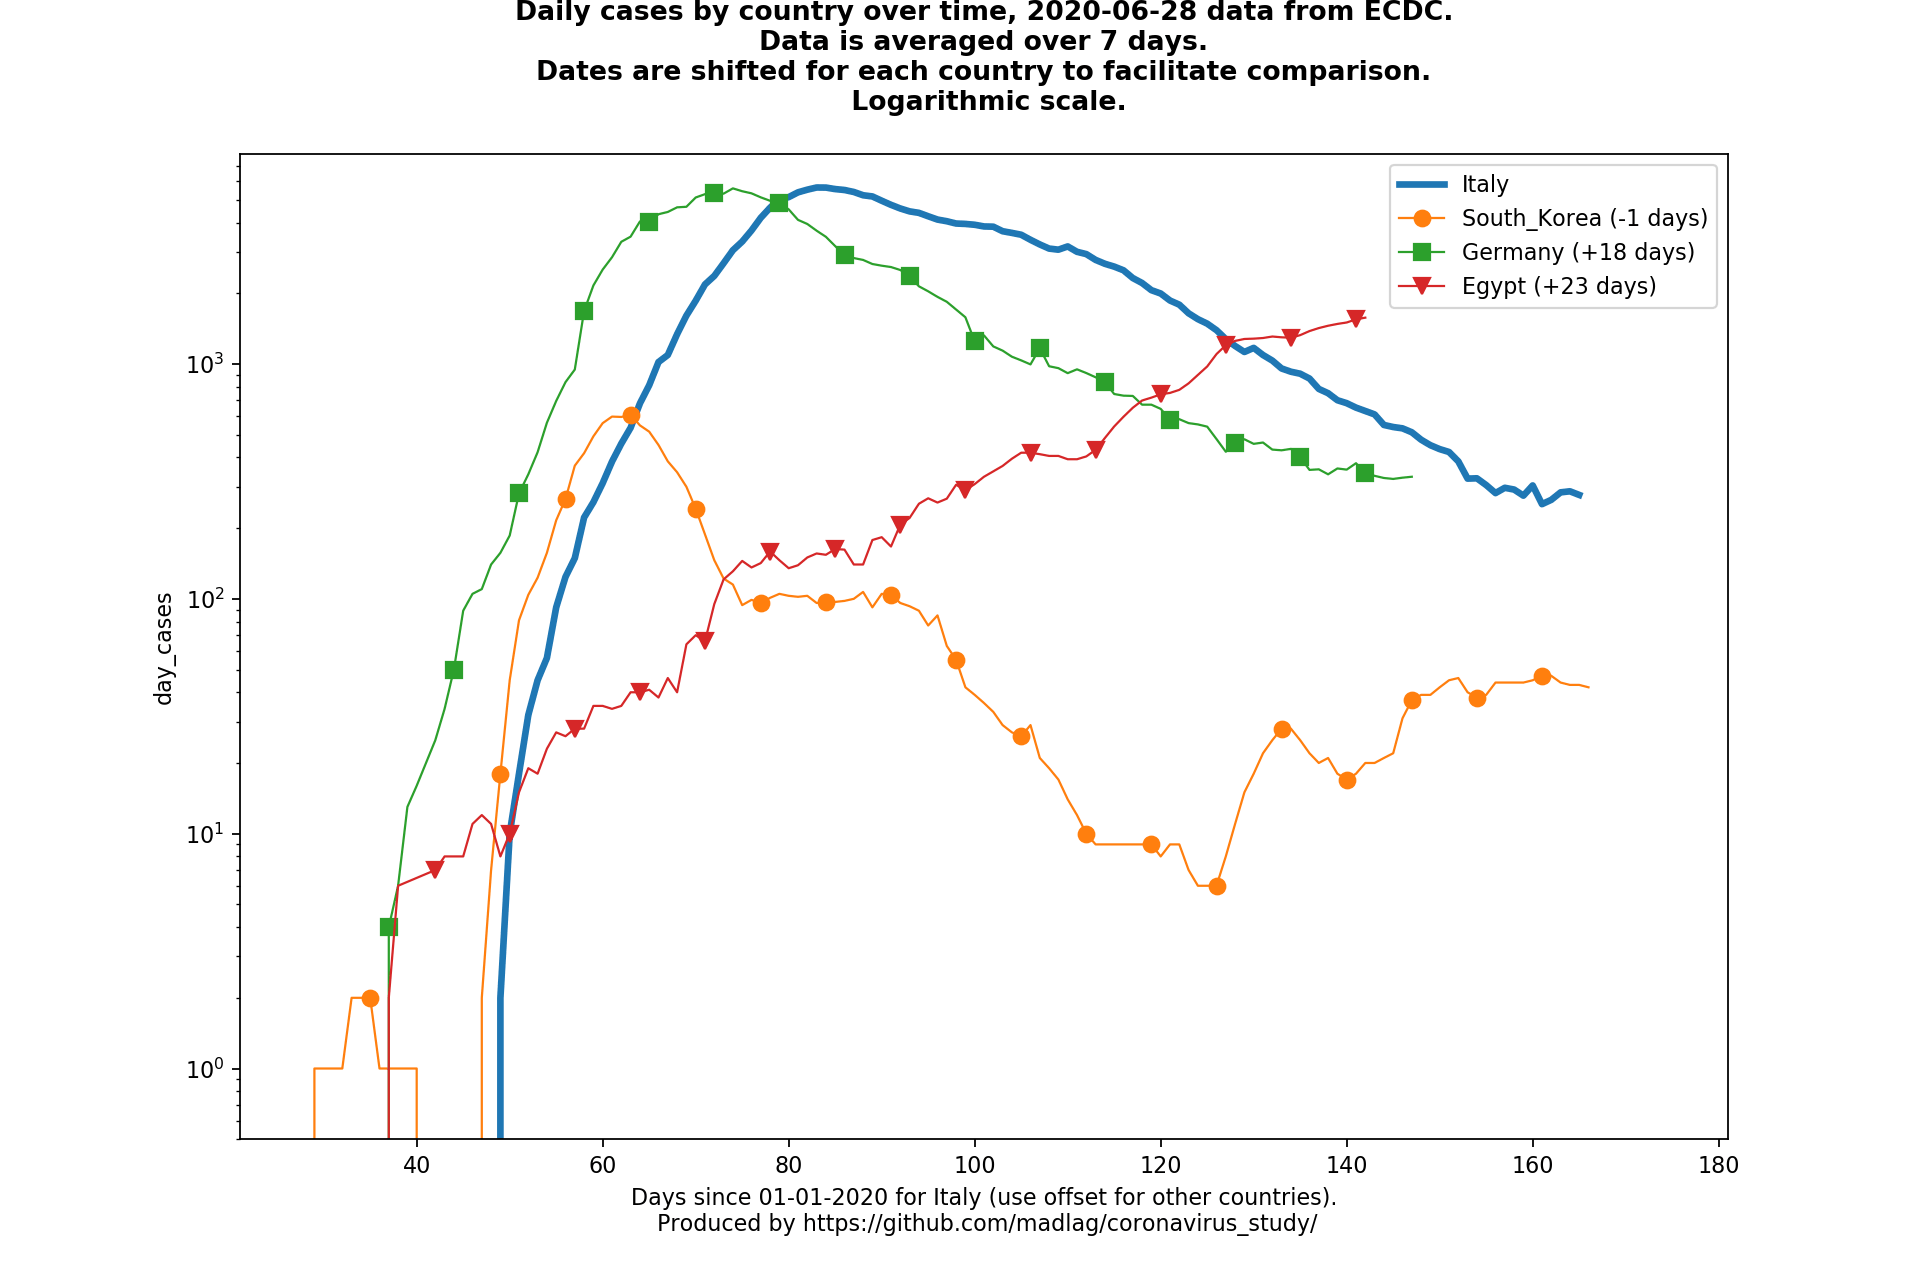 Daily cases by country over time, 2020-06-28 data from ECDC.
Data is averaged over 7 days.
Dates are shifted for each country to facilitate comparison.
Logarithmic scale.
Italy
South_Korea (-1 days)
Germany (+18 days)
Egypt (+23 days)
day_cases
10³
10²
10¹
10⁰
40 60 80 100 120 140 160 180
Days since 01-01-2020 for Italy (use offset for other countries).
Produced by https://github.com/madlag/coronavirus_study/